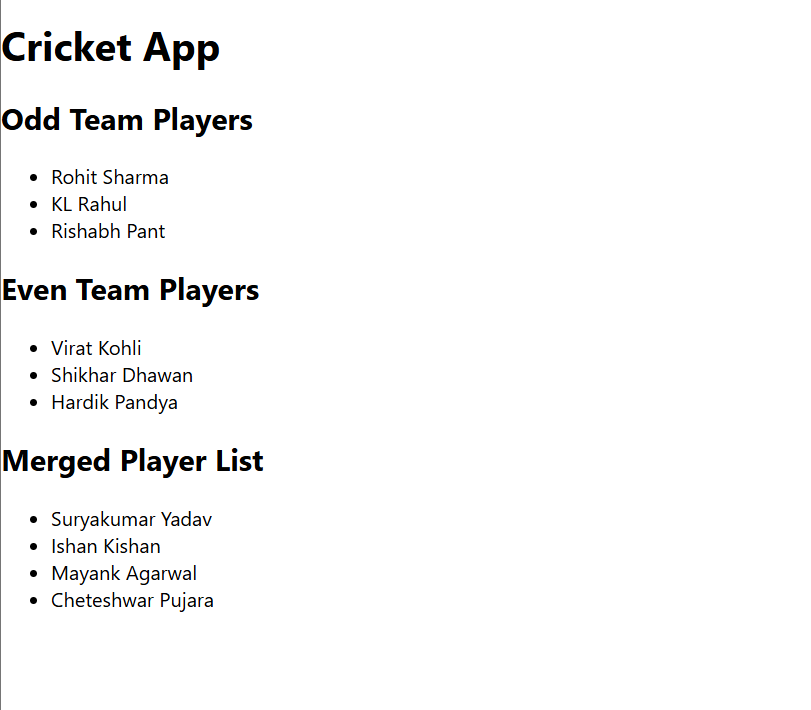 Cricket App
Odd Team Players
Rohit Sharma
KL Rahul
Rishabh Pant
Even Team Players
Virat Kohli
Shikhar Dhawan
Hardik Pandya
Merged Player List
Suryakumar Yadav
Ishan Kishan
Mayank Agarwal
Cheteshwar Pujara